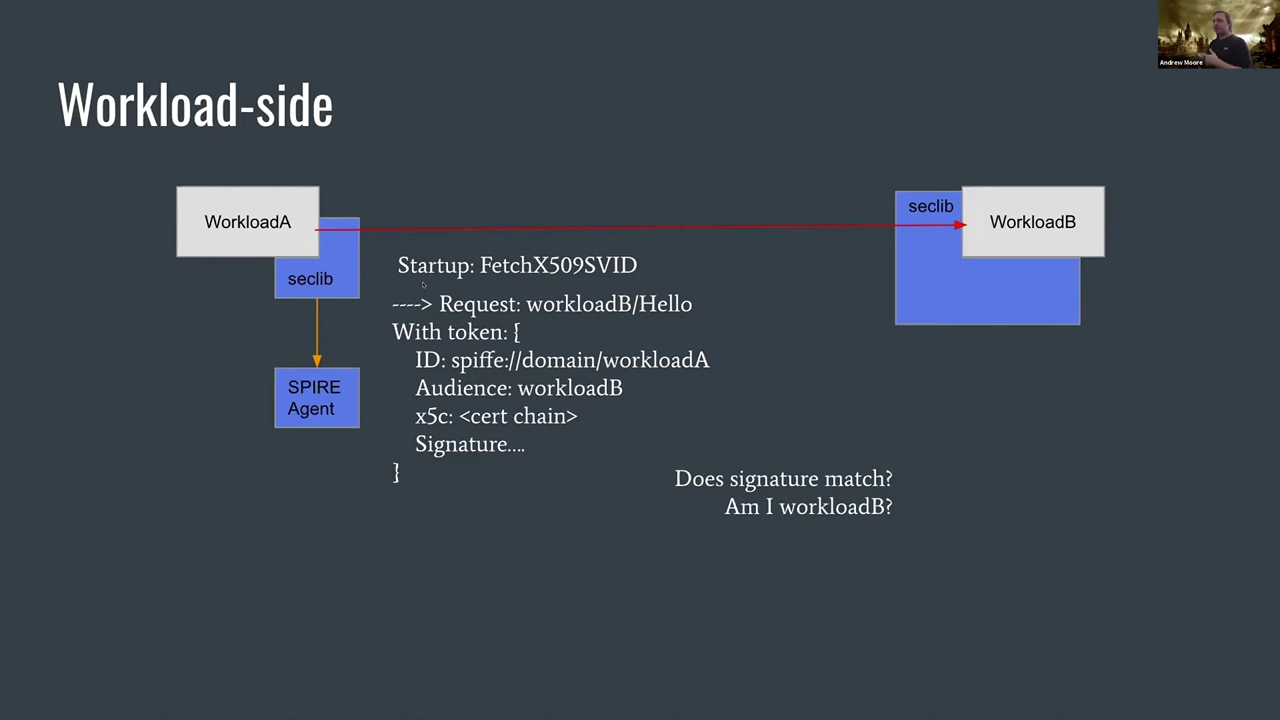 Andrew Moore
Workload-side
WorkloadA
seclib
SPIRE
Agent
Startup: FetchX509SVID
----> Request: workloadB/Hello
With token: {
ID: spiffe://domain/workloadA
Audience: workloadB
x5c: <cert chain>
Signature....
}
Does signature match?
Am I workloadB?
seclib
WorkloadB